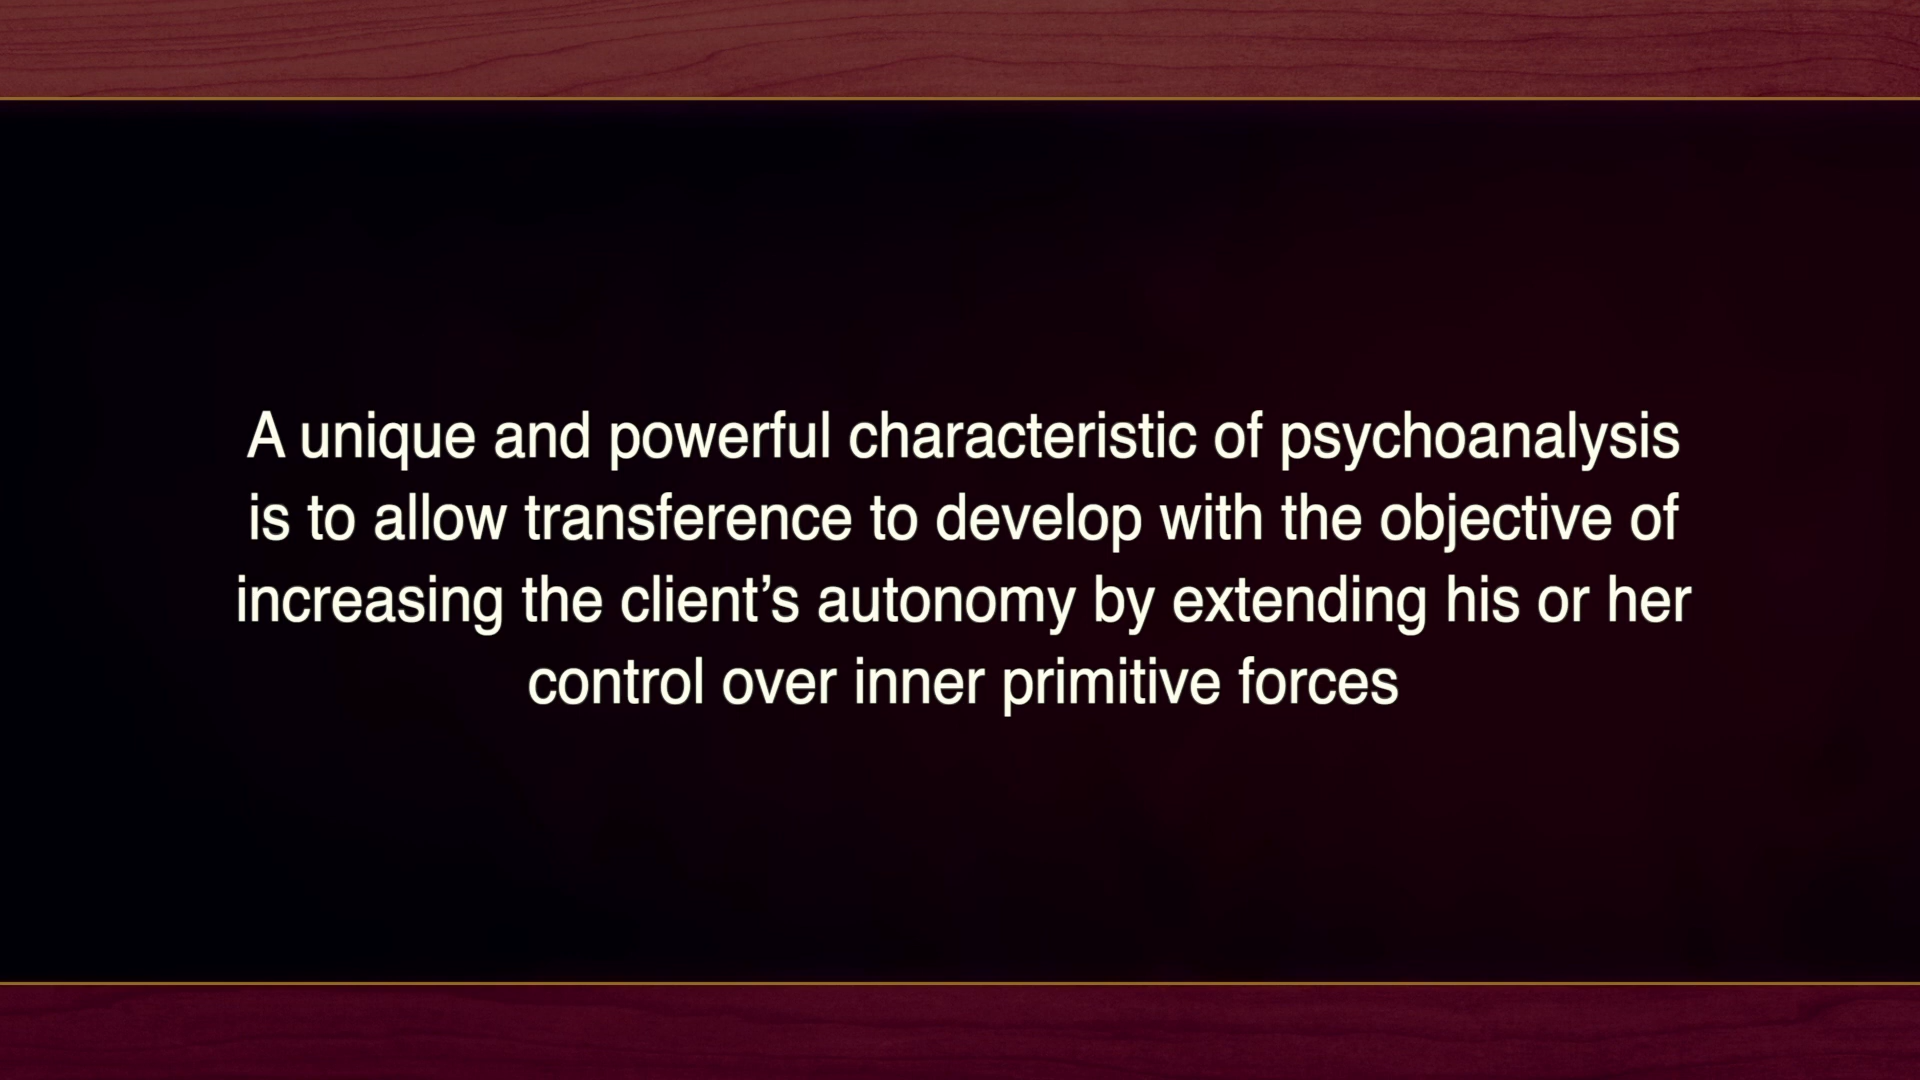 A unique and powerful characteristic of psychoanalysis
is to allow transference to develop with the objective of
increasing the client’s autonomy by extending his or her
control over inner primitive forces